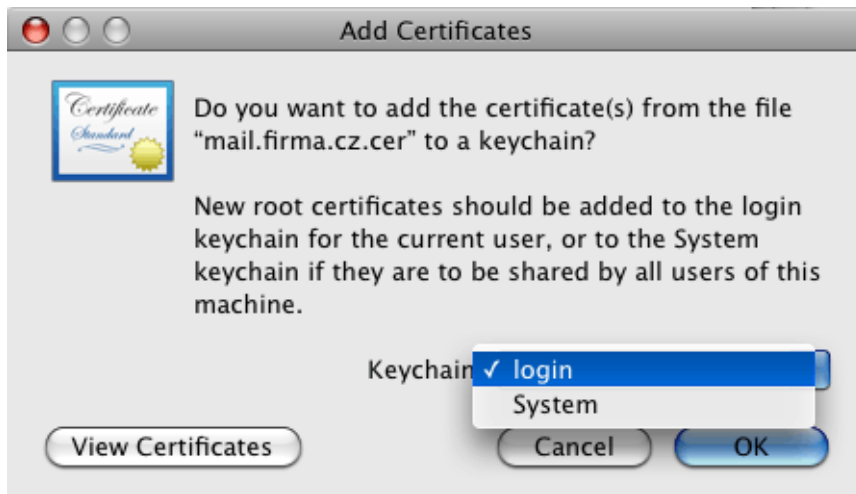 Add Certificates
Certificate
Standard
Do you want to add the certificate(s) from the file
“mail.firma.cz.cer” to a keychain?
New root certificates should be added to the login
keychain for the current user, or to the System
keychain if they are to be shared by all users of this
machine.
Keychain ✓ login
System
View Certificates Cancel OK